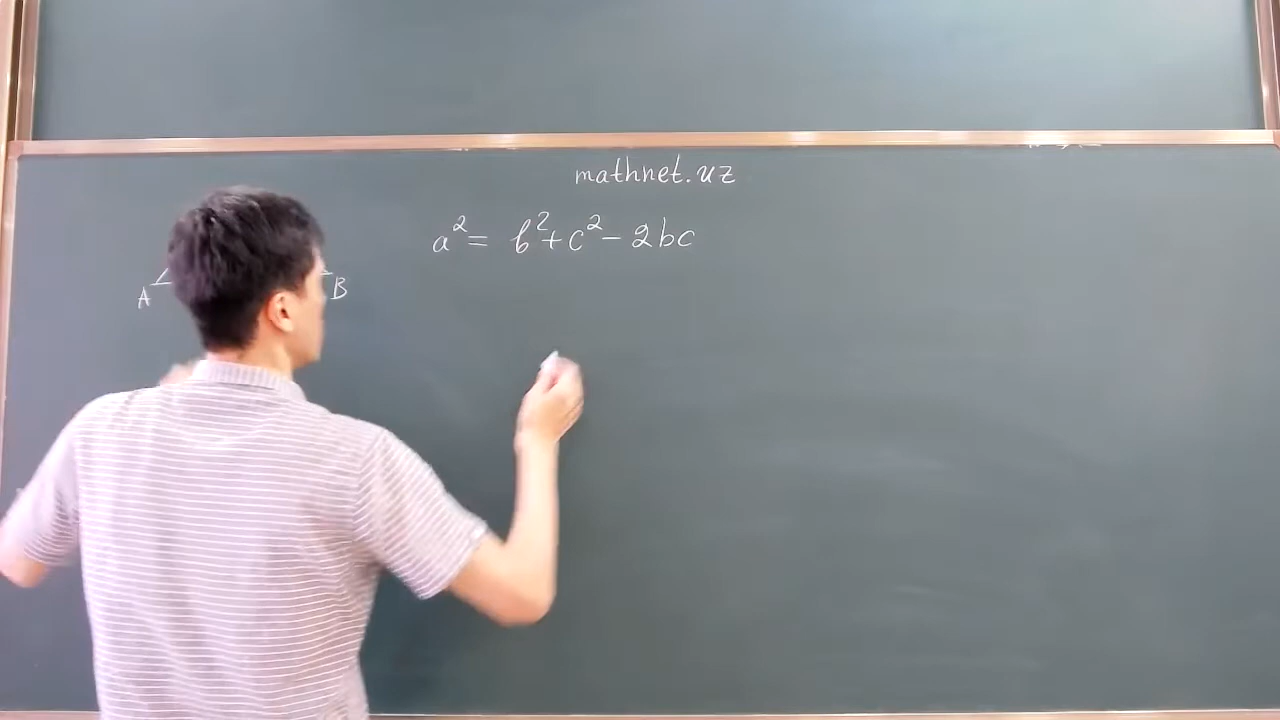 mathnet.uz
a² = b² + c² − 2bc
A B